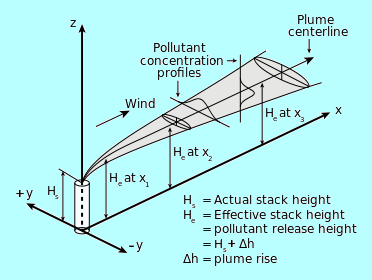 z
Plume
centerline
Pollutant
concentration
profiles
Wind
x
He at x3
He at x2
He at x1
Hs
+y
-y
Hs = Actual stack height
He = Effective stack height
= pollutant release height
= Hs + Δh
Δh = plume rise